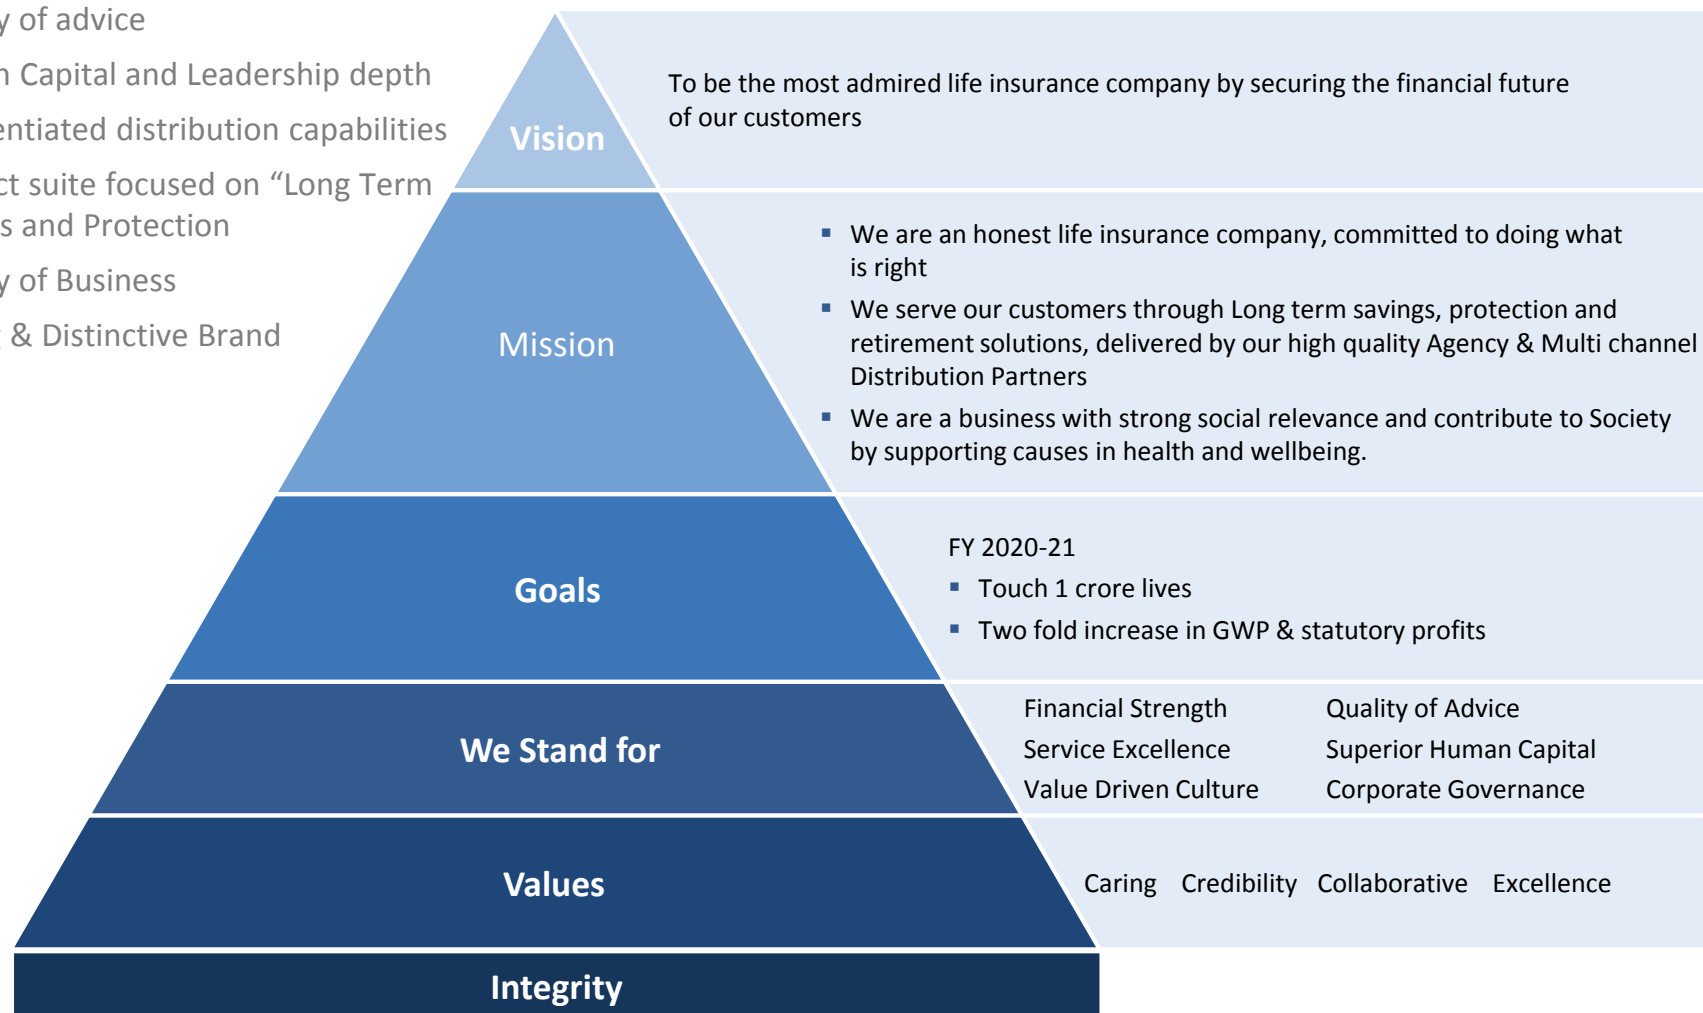 of advice
Capital and Leadership depth
distribution capabilities
suite focused on “Long Term
and Protection
of Business
& Distinctive Brand
Vision
To be the most admired life insurance company by securing the financial future
of our customers
Mission
▪ We are an honest life insurance company, committed to doing what
is right
▪ We serve our customers through Long term savings, protection and
retirement solutions, delivered by our high quality Agency & Multi channel
Distribution Partners
▪ We are a business with strong social relevance and contribute to Society
by supporting causes in health and wellbeing.
Goals
FY 2020-21
▪ Touch 1 crore lives
▪ Two fold increase in GWP & statutory profits
We Stand for
Financial Strength Quality of Advice
Service Excellence Superior Human Capital
Value Driven Culture Corporate Governance
Values
Caring Credibility Collaborative Excellence
Integrity